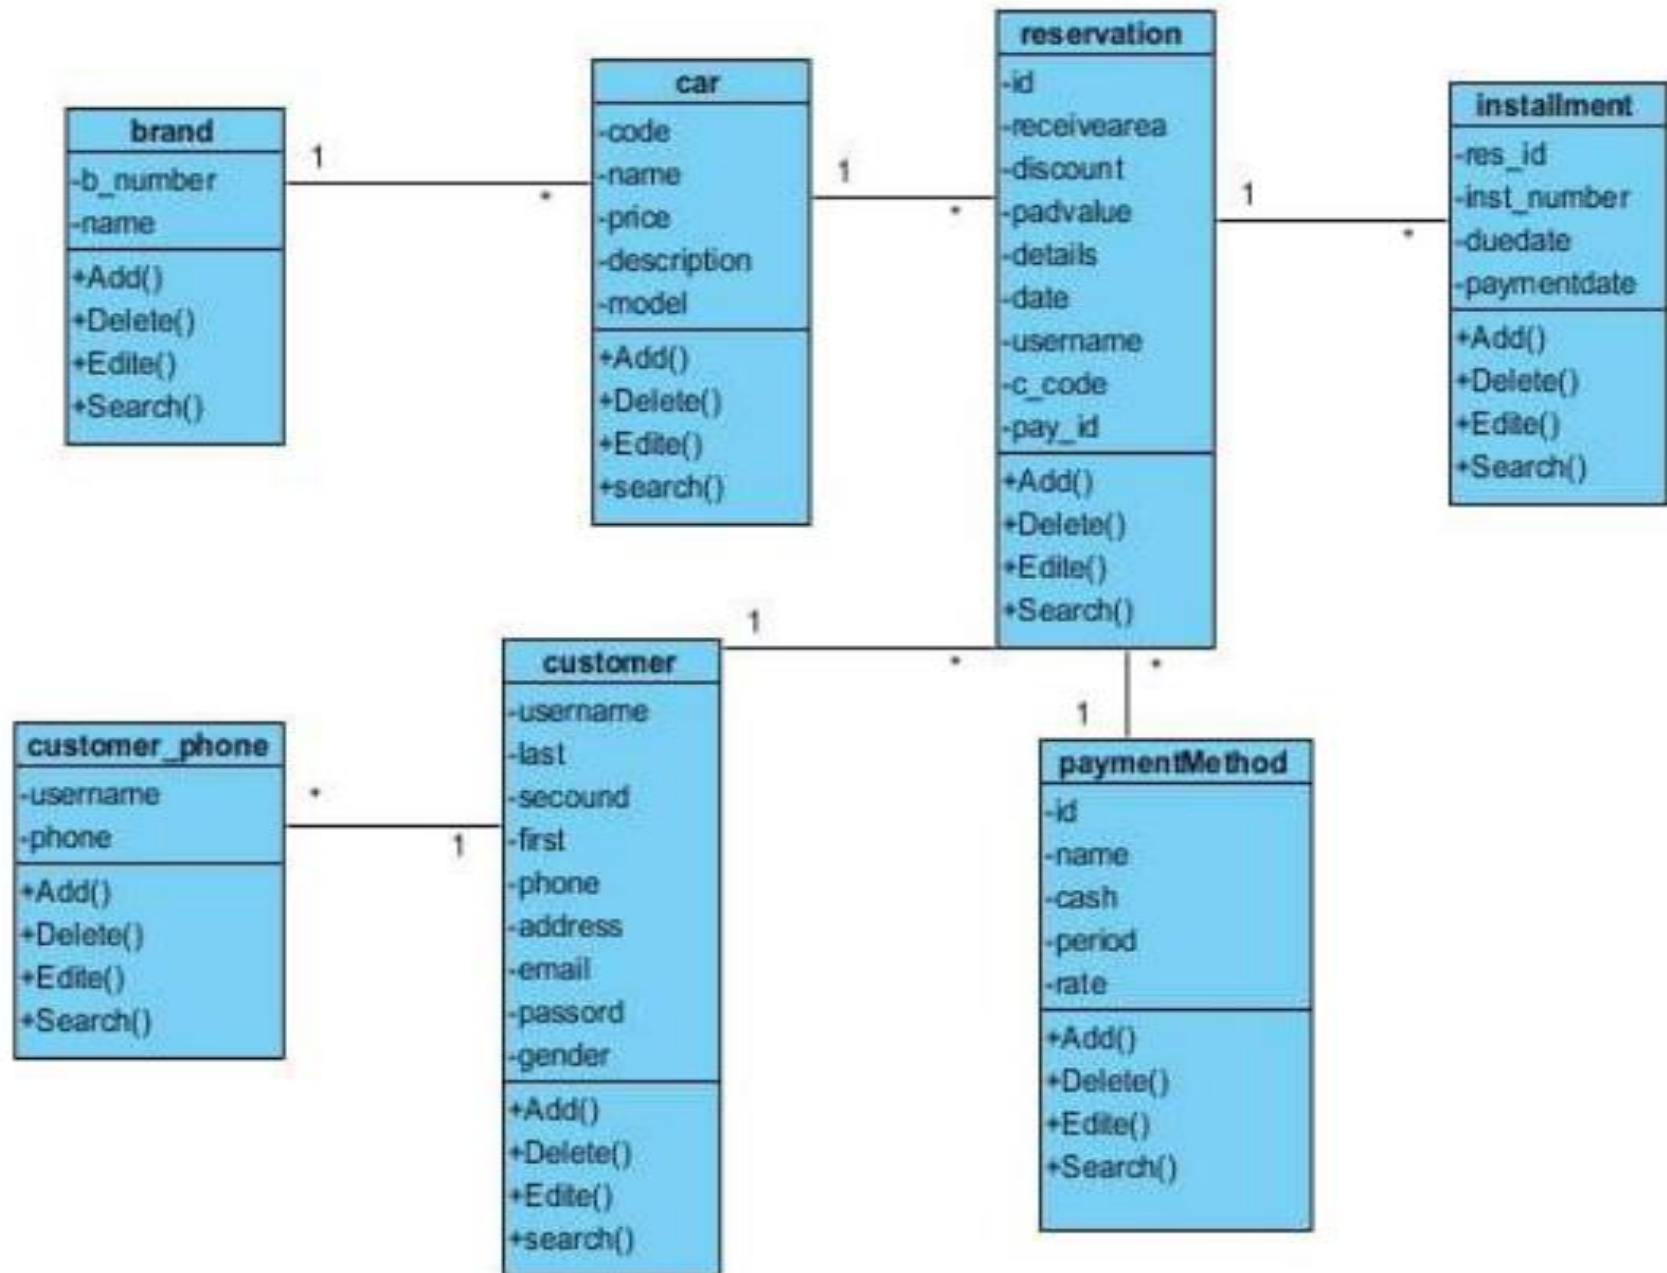 brand
-b_number
-name
+Add()
+Delete()
+Edite()
+Search()
1
*
car
-code
-name
-price
-description
-model
+Add()
+Delete()
+Edite()
+search()
1
*
reservation
-id
-receivearea
-discount
-padvalue
-details
-date
-username
-c_code
-pay_id
+Add()
+Delete()
+Edite()
+Search()
1
*
installment
-res_id
-inst_number
-duedate
-paymentdate
+Add()
+Delete()
+Edite()
+Search()
customer_phone
-username
-phone
+Add()
+Delete()
+Edite()
+Search()
*
1
customer
-username
-last
-secound
-first
-phone
-address
-email
-passord
-gender
+Add()
+Delete()
+Edite()
+search()
1
*
*
1
paymentMethod
-id
-name
-cash
-period
-rate
+Add()
+Delete()
+Edite()
+Search()